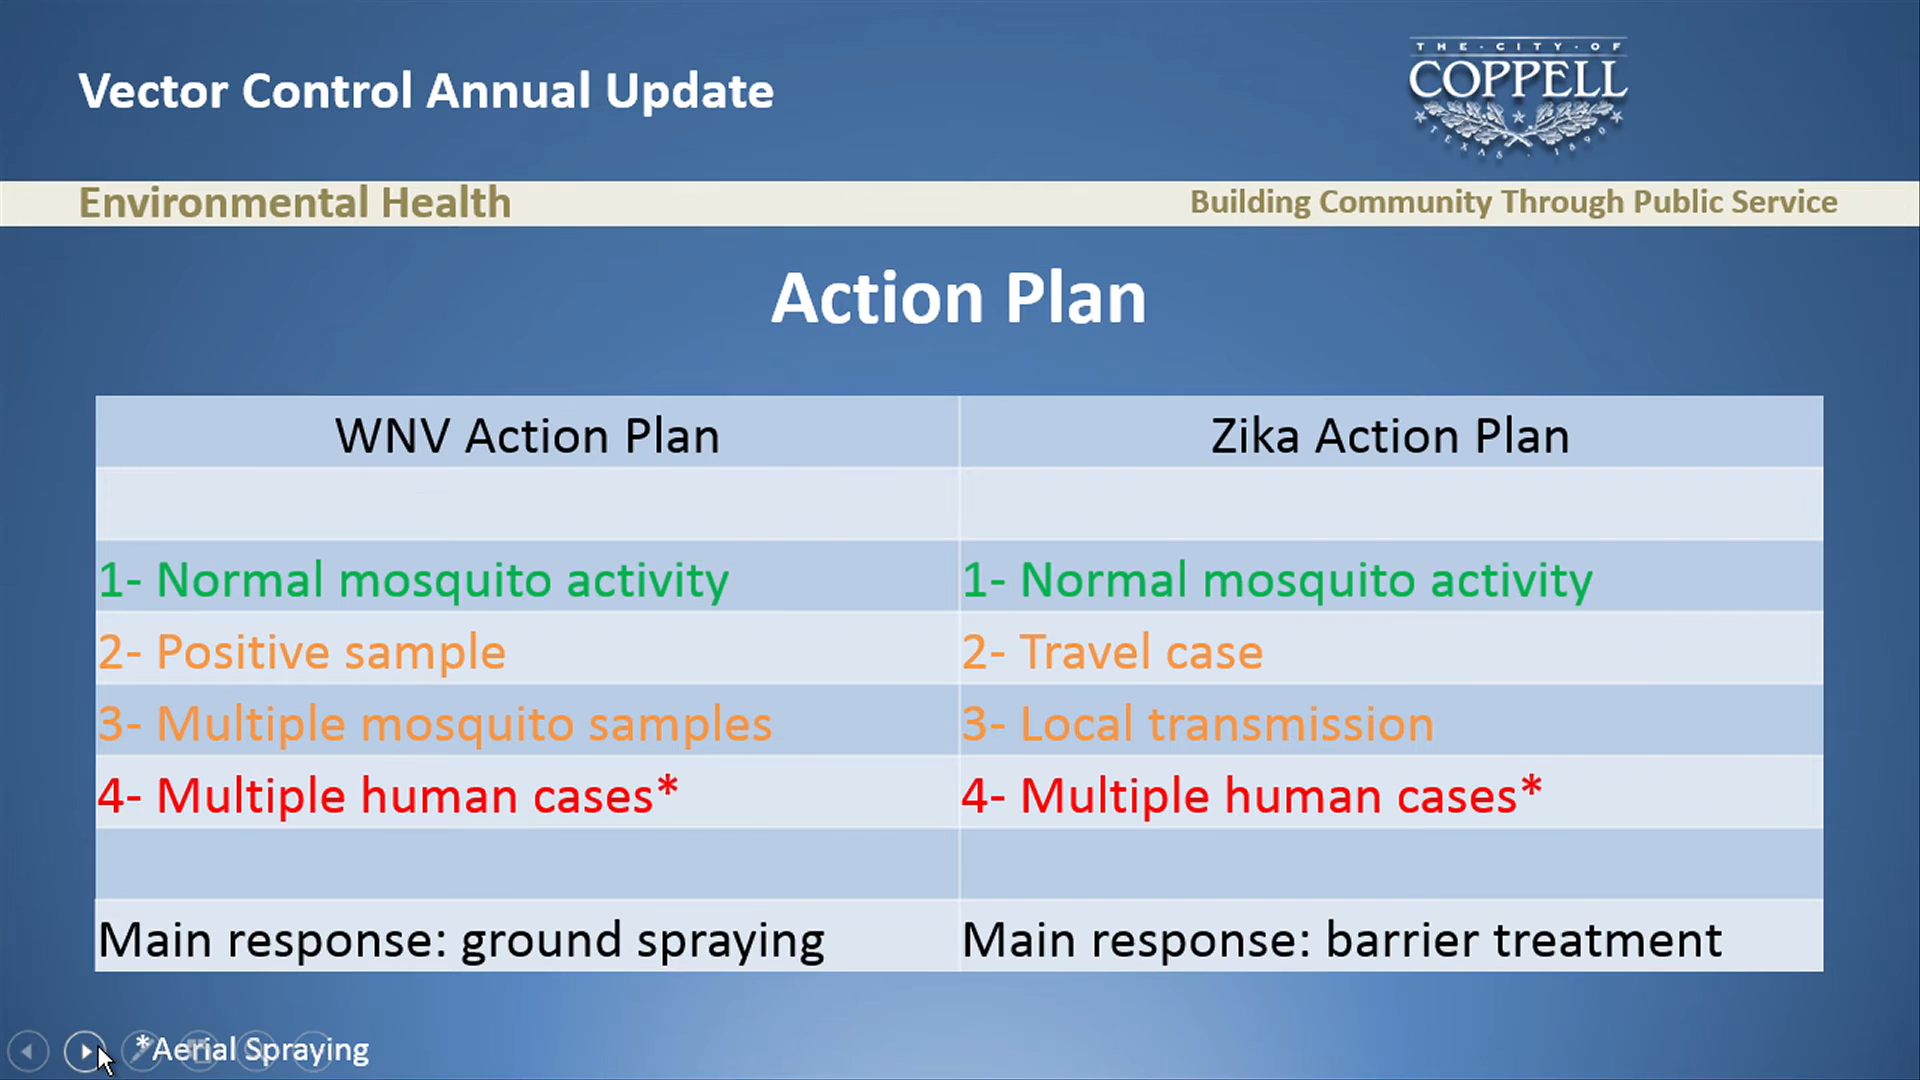 Vector Control Annual Update
THE·CITY·OF
COPPELL
TEXAS · 1890
Environmental Health
Building Community Through Public Service
Action Plan
WNV Action Plan
Zika Action Plan
1- Normal mosquito activity
1- Normal mosquito activity
2- Positive sample
2- Travel case
3- Multiple mosquito samples
3- Local transmission
4- Multiple human cases*
4- Multiple human cases*
Main response: ground spraying
Main response: barrier treatment
*Aerial Spraying